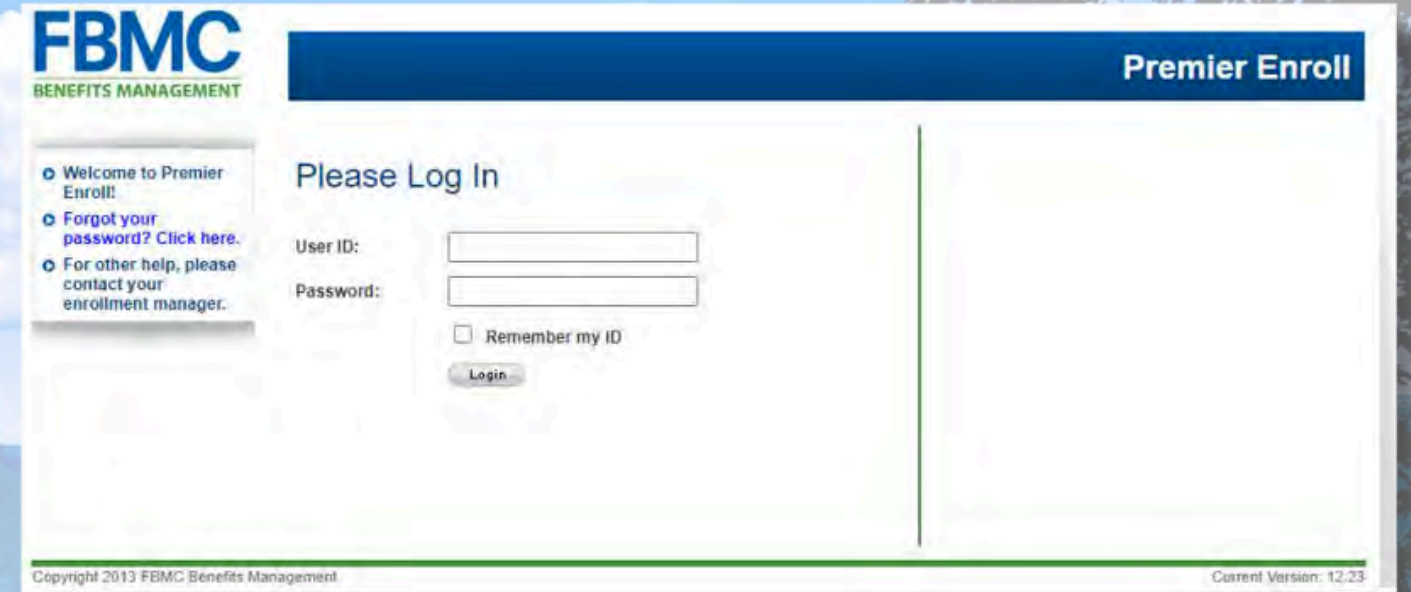 FBMC
BENEFITS MANAGEMENT
Premier Enroll
Welcome to Premier
Enroll!
Forgot your
password? Click here.
For other help, please
contact your
enrollment manager.
Please Log In
User ID:
Password:
Remember my ID
Login
Copyright 2013 FBMC Benefits Management
Current Version: 12.23